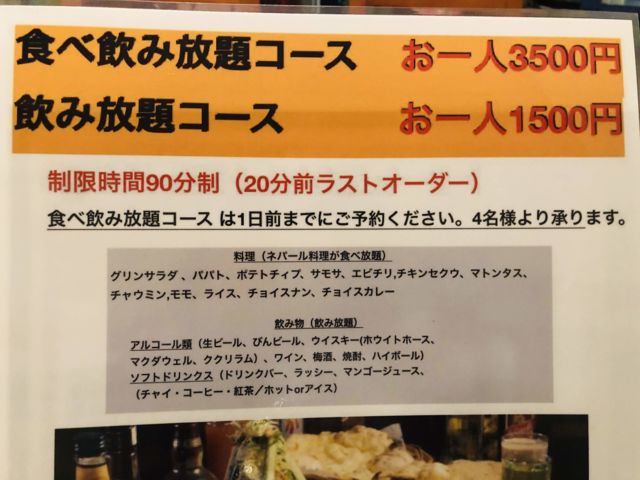 食べ飲み放題コース お一人3500円
飲み放題コース お一人1500円
制限時間90分制（20分前ラストオーダー）
食べ飲み放題コース は1日前までにご予約ください。4名様より承ります。
料理（ネパール料理が食べ放題）
グリンサラダ 、パパト、ポテトチィプ、サモサ、エビチリ,チキンセクウ、マトンタス、
チャウミン,モモ、ライス、チョイスナン、チョイスカレー
飲み物（飲み放題）
アルコール類（生ビール、びんビール、ウイスキー(ホウイトホース、
マクダウェル、ククリラム）、ワイン、梅酒、焼酎、ハイボール）
ソフトドリンクス（ドリンクバー、ラッシー、マンゴージュース、
（チャイ・コーヒー・紅茶／ホットorアイス）